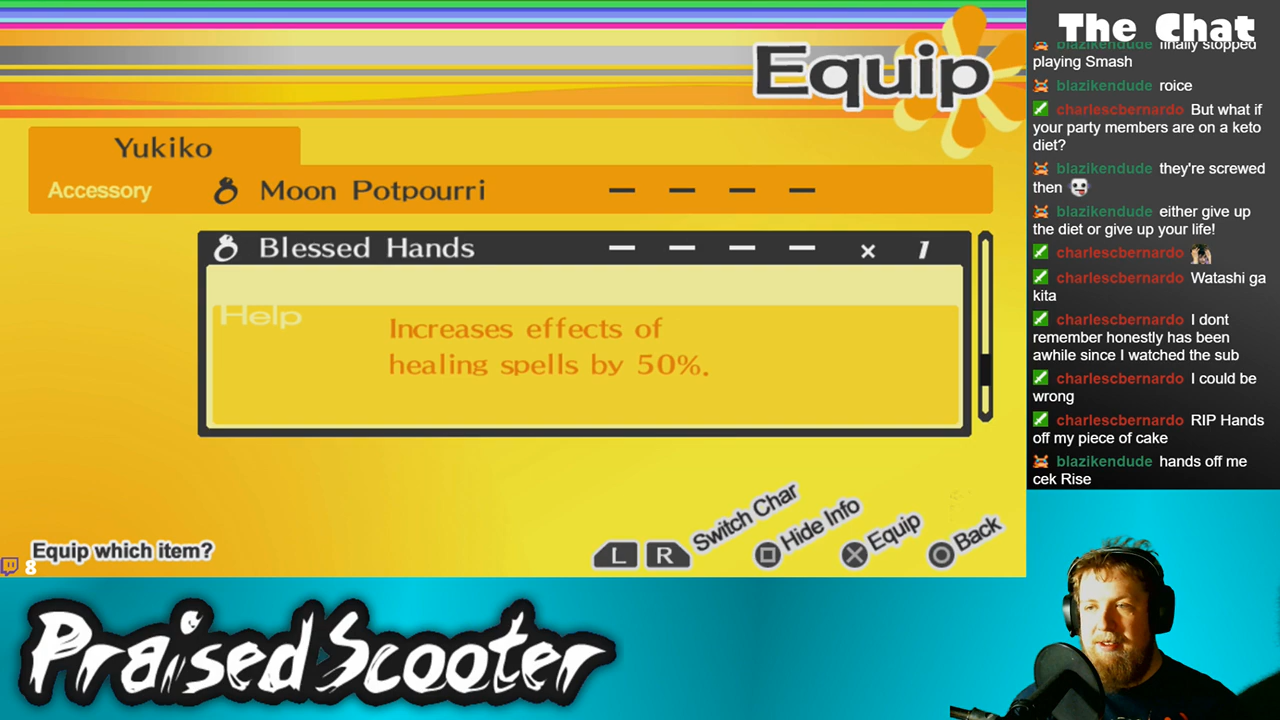 Equip
Yukiko
Accessory Moon Potpourri — — — —
Blessed Hands — — — — × 1
Help
Increases effects of
healing spells by 50%.
Switch Char
Hide Info
Equip
Back
L R
Equip which item?
8
PraisedScooter
The Chat
blazikendude finally stopped
playing Smash
blazikendude roice
charlescbernardo But what if
your party members are on a keto
diet?
blazikendude they're screwed
then
blazikendude either give up
the diet or give up your life!
charlescbernardo
charlescbernardo Watashi ga
kita
charlescbernardo I dont
remember honestly has been
awhile since I watched the sub
charlescbernardo I could be
wrong
charlescbernardo RIP Hands
off my piece of cake
blazikendude hands off me
cek Rise